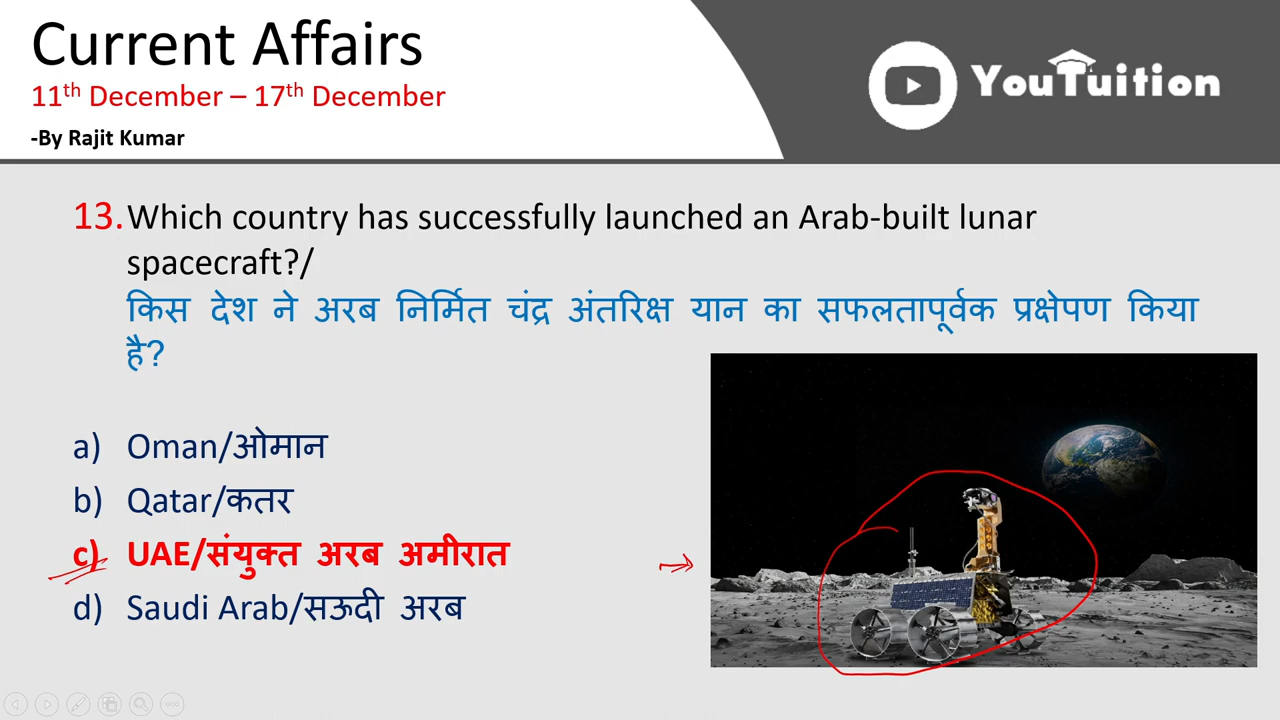 Current Affairs
11th December – 17th December
-By Rajit Kumar
YouTuition
13. Which country has successfully launched an Arab-built lunar
spacecraft?/
किस देश ने अरब निर्मित चंद्र अंतरिक्ष यान का सफलतापूर्वक प्रक्षेपण किया
है?
a) Oman/ओमान
b) Qatar/कतर
c) UAE/संयुक्त अरब अमीरात
d) Saudi Arab/सऊदी अरब